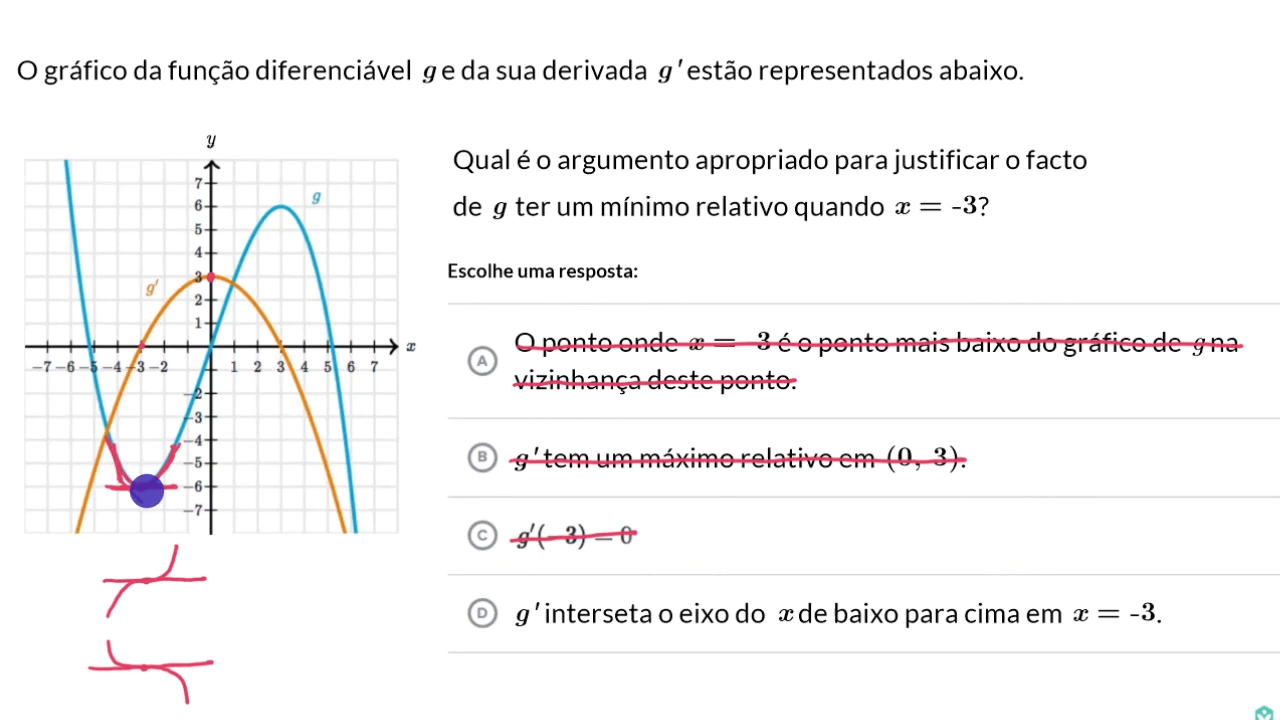 O gráfico da função diferenciável g e da sua derivada g' estão representados abaixo.
y
7
6
5
4
3
2
1
g
g'
x
-7 -6 -5 -4 -3 -2 1 2 3 4 5 6 7
-2
-3
-4
-5
-6
-7
Qual é o argumento apropriado para justificar o facto
de g ter um mínimo relativo quando x = -3?
Escolhe uma resposta:
A O ponto onde x = -3 é o ponto mais baixo do gráfico de g na
vizinhança deste ponto.
B g' tem um máximo relativo em (0, 3).
C g'(-3) = 0
D g' interseta o eixo do x de baixo para cima em x = -3.